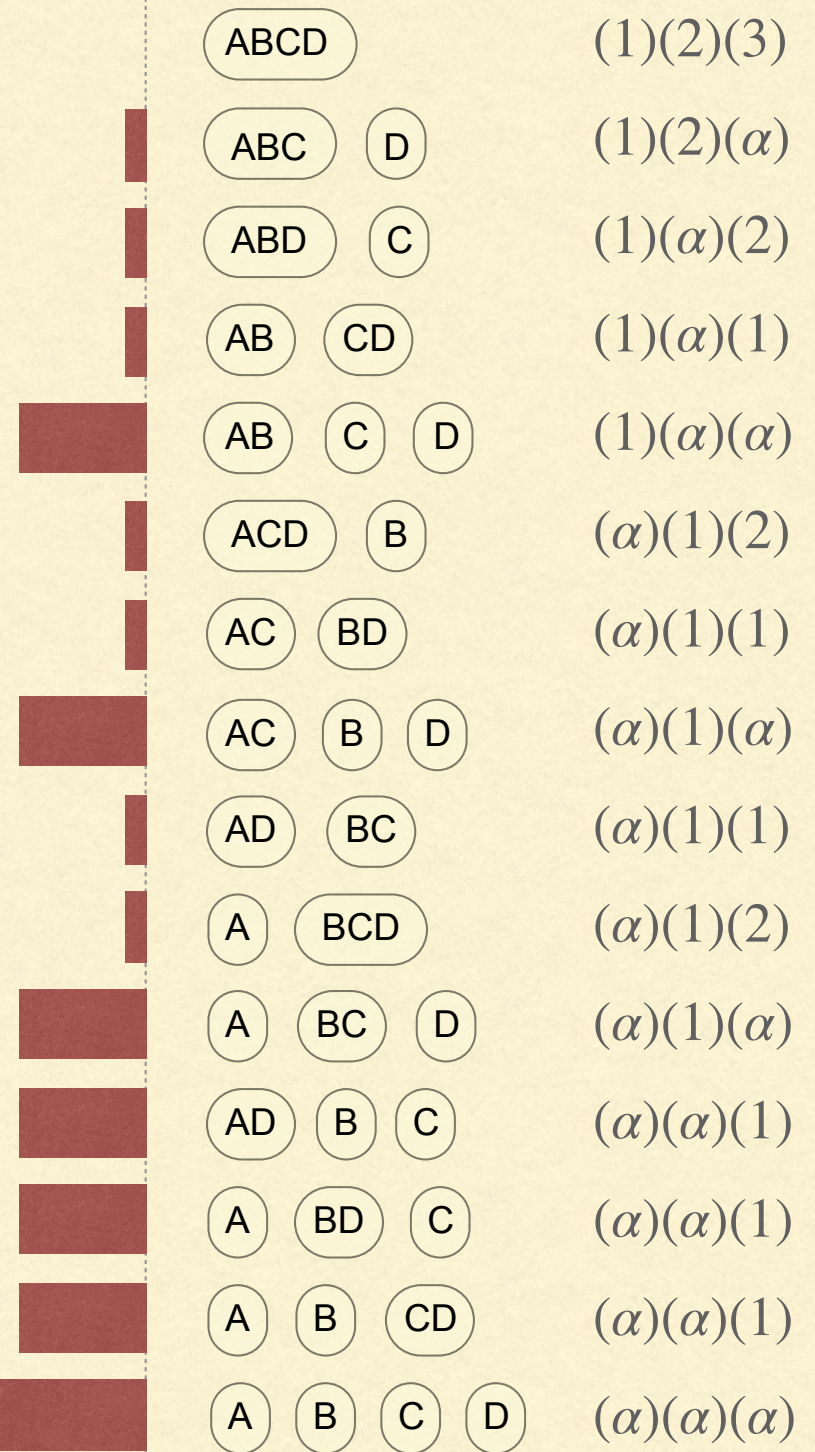 ABCD (1)(2)(3)
ABC D (1)(2)(α)
ABD C (1)(α)(2)
AB CD (1)(α)(1)
AB C D (1)(α)(α)
ACD B (α)(1)(2)
AC BD (α)(1)(1)
AC B D (α)(1)(α)
AD BC (α)(1)(1)
A BCD (α)(1)(2)
A BC D (α)(1)(α)
AD B C (α)(α)(1)
A BD C (α)(α)(1)
A B CD (α)(α)(1)
A B C D (α)(α)(α)